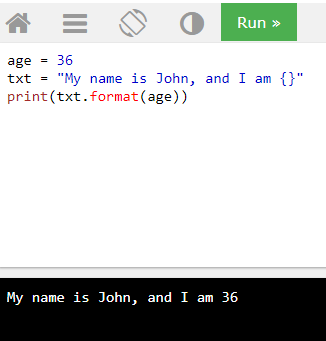 Run »
age = 36
txt = "My name is John, and I am {}"
print(txt.format(age))
My name is John, and I am 36